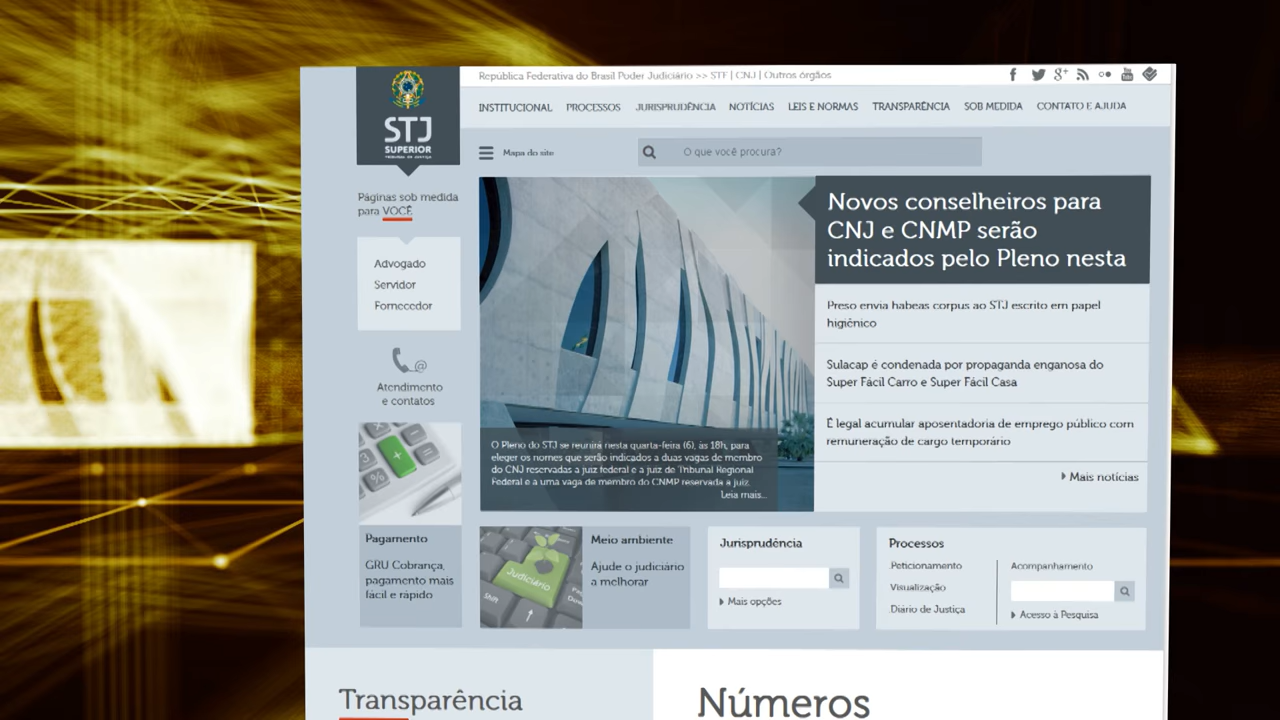 República Federativa do Brasil Poder Judiciário >> STF | CNJ | Outros órgãos
STJ
SUPERIOR
TRIBUNAL DE JUSTIÇA
INSTITUCIONAL PROCESSOS JURISPRUDÊNCIA NOTÍCIAS LEIS E NORMAS TRANSPARÊNCIA SOB MEDIDA CONTATO E AJUDA
Mapa do site
O que você procura?
Páginas sob medida
para VOCÊ
Advogado
Servidor
Fornecedor
Atendimento
e contatos
Novos conselheiros para
CNJ e CNMP serão
indicados pelo Pleno nesta
Preso envia habeas corpus ao STJ escrito em papel
higiênico
Sulacap é condenada por propaganda enganosa do
Super Fácil Carro e Super Fácil Casa
É legal acumular aposentadoria de emprego público com
remuneração de cargo temporário
Mais notícias
O Pleno do STJ se reunirá nesta quarta-feira (6), às 18h, para
eleger os nomes que serão indicados a duas vagas de membro
do CNJ reservadas a juiz federal e a juiz de Tribunal Regional
Federal e a uma vaga de membro do CNMP reservada a juiz.
Leia mais...
Pagamento
GRU Cobrança,
pagamento mais
fácil e rápido
Judiciário
Shift
Meio ambiente
Ajude o judiciário
a melhorar
Jurisprudência
Mais opções
Processos
Peticionamento
Visualização
Diário de Justiça
Acompanhamento
Acesso à Pesquisa
Transparência
Números